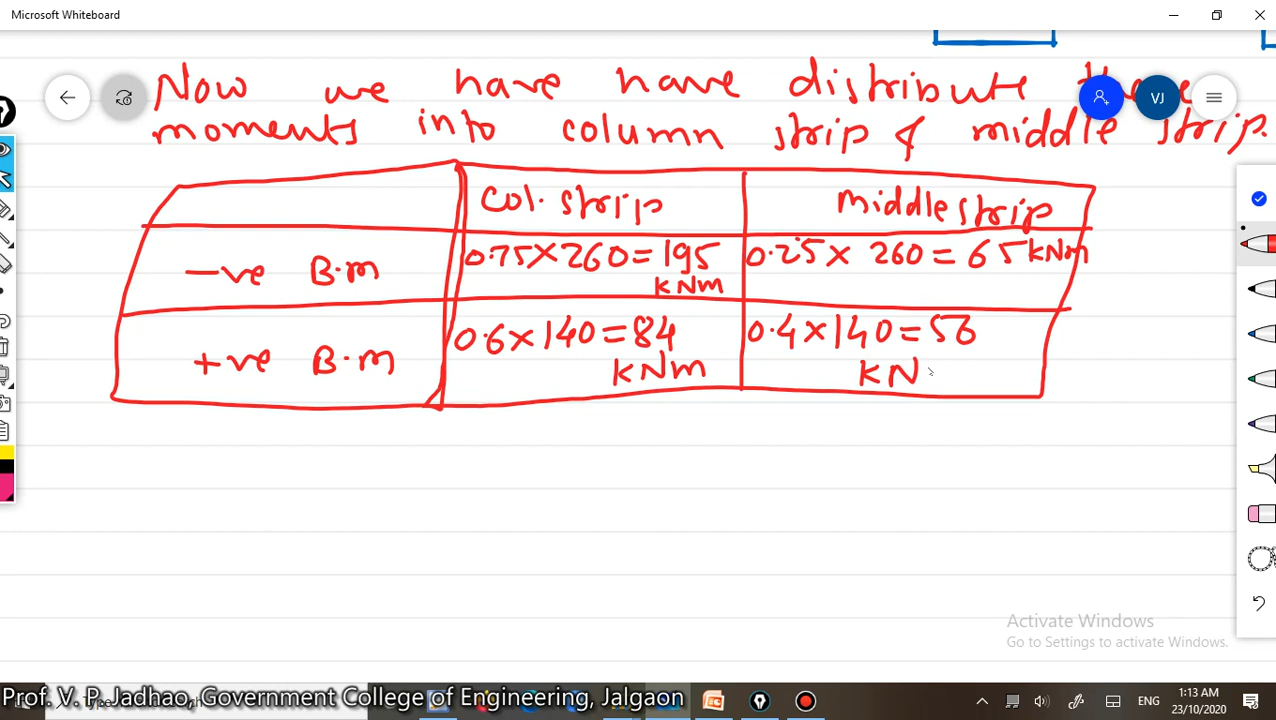 Microsoft Whiteboard
Now we have have distribute
moments into column strip & middle strip.
Col. strip
middle strip
-ve B.m
0.75×260=195
KNm
0.25× 260=65KNm
+ve B.m
0.6×140=84
KNm
0.4×140=56
KN
VJ
Activate Windows
Go to Settings to activate Windows.
Prof. V. P. Jadhao, Government College of Engineering, Jalgaon
ENG
1:13 AM
23/10/2020